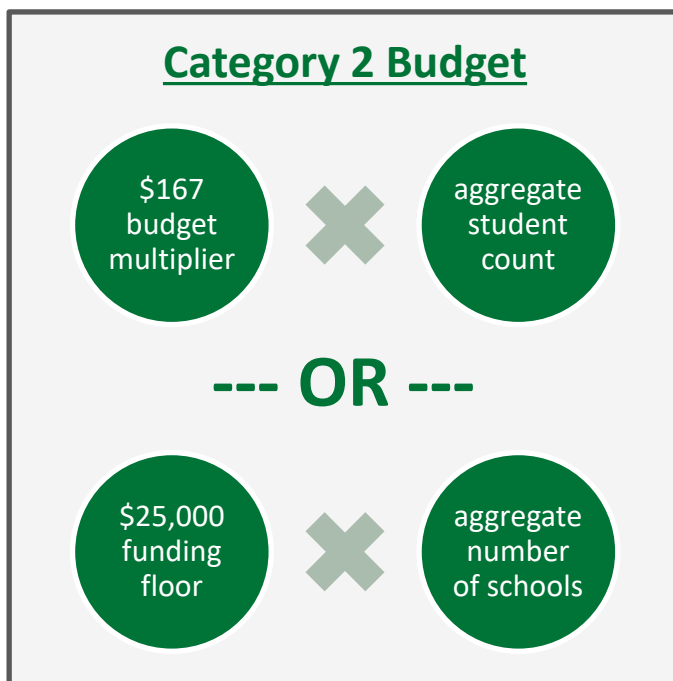 Category 2 Budget
$167
budget
multiplier
aggregate
student
count
--- OR ---
$25,000
funding
floor
aggregate
number
of schools